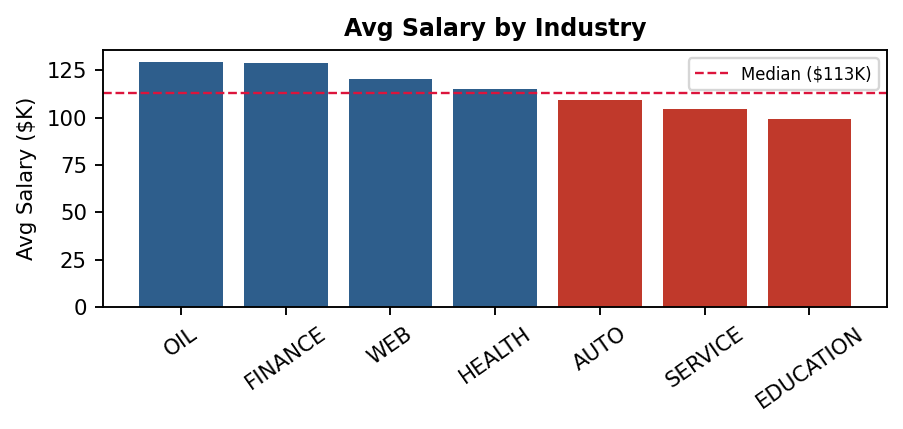 Avg Salary by Industry
Avg Salary ($K)
125
100
75
50
25
0
Median ($113K)
OIL
FINANCE
WEB
HEALTH
AUTO
SERVICE
EDUCATION